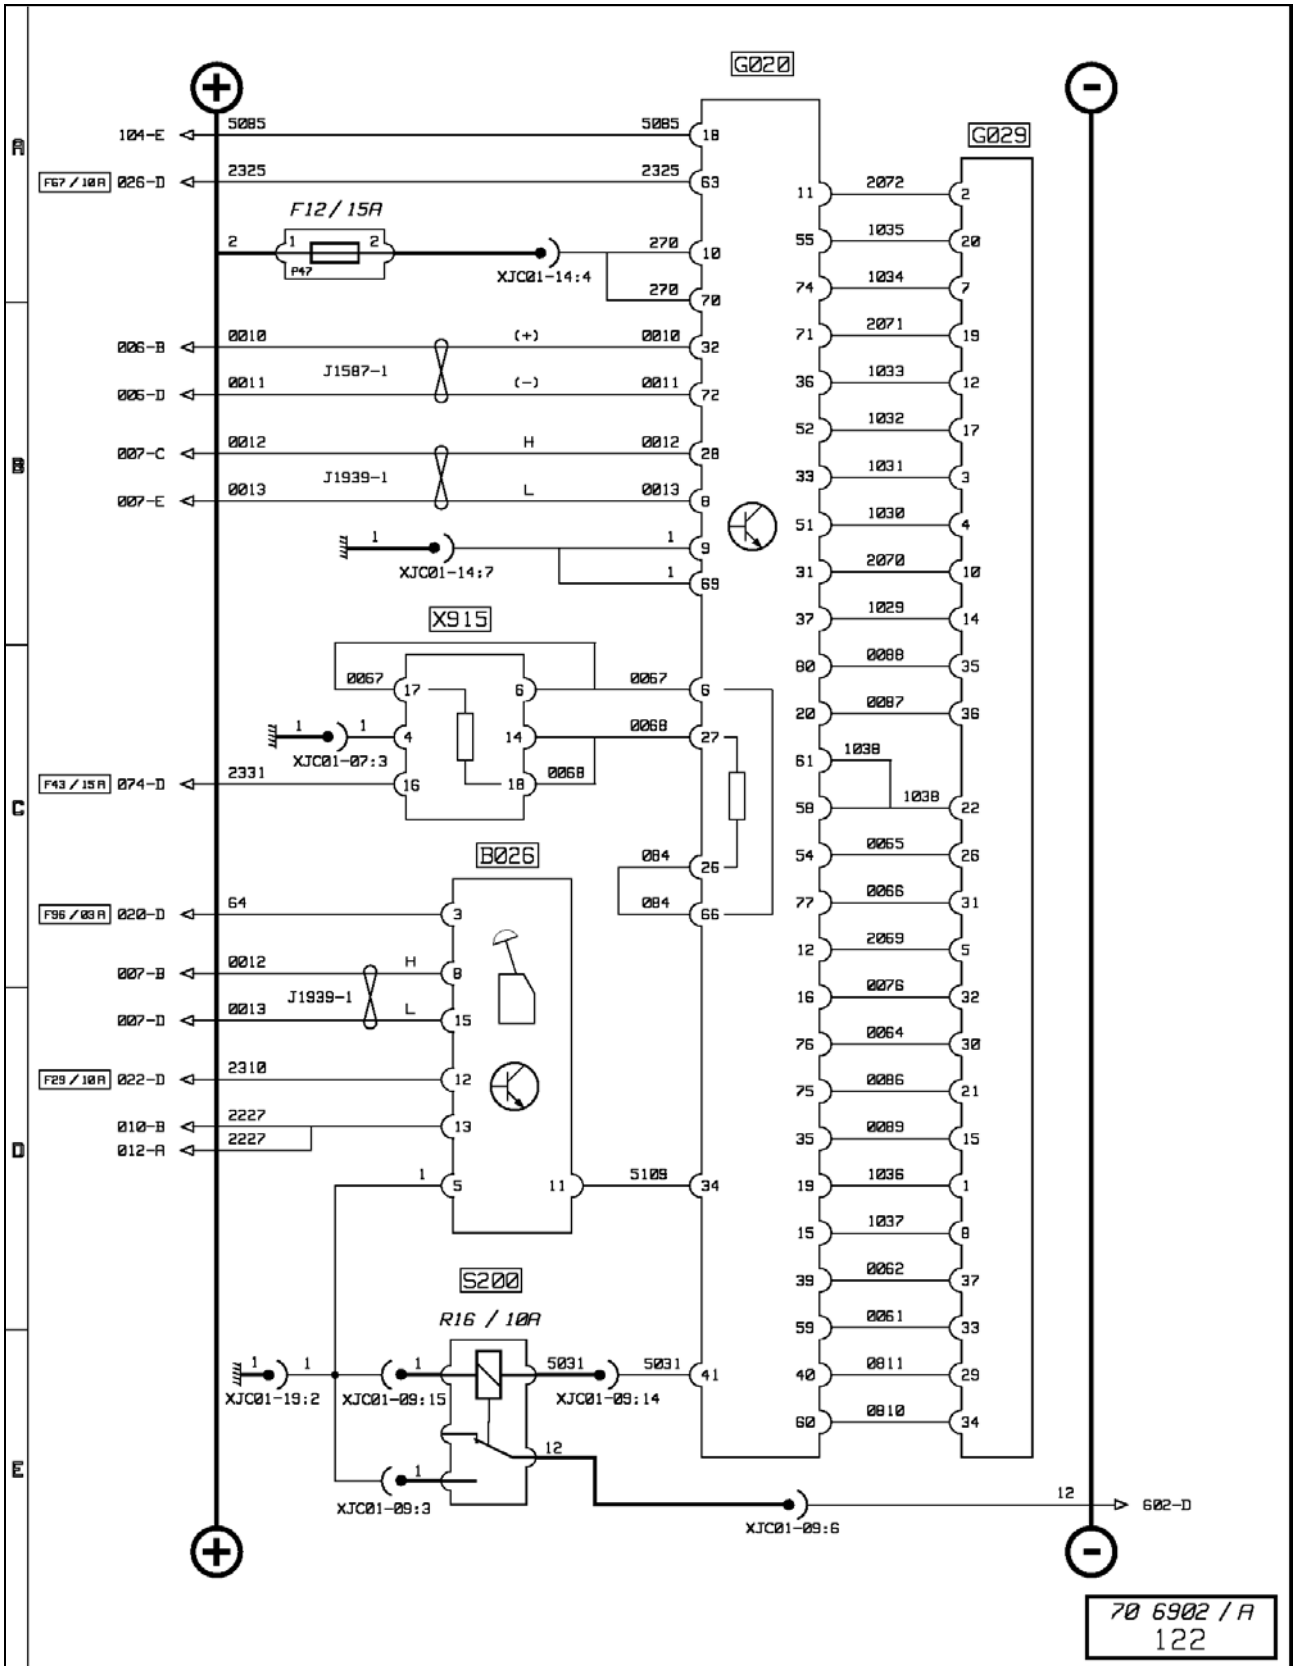 G020
G029
A
104-E 5085 5085 18
F67 / 10A 026-D 2325 2325 63
11 2072 2
F12 / 15A
2 1 2 270 10
55 1035 20
P47
XJC01-14:4
74 1034 7
270 70
71 2071 19
006-B 0010 (+) 0010 32
J1587-1
36 1033 12
006-D 0011 (-) 0011 72
52 1032 17
007-C 0012 H 0012 28
B
J1939-1
33 1031 3
007-E 0013 L 0013 8
51 1030 4
1 1 9
XJC01-14:7
31 2070 10
1 69
X915
37 1029 14
80 0088 35
0067 17 6 0067 6
20 0087 36
1 1 4 14 0068 27
XJC01-07:3
61 1038
F43 / 15A 074-D 2331 16 18 0068
C
58 1038 22
B026
54 0065 26
084 26
77 0066 31
F96 / 03A 020-D 64 3
084 66
12 2069 5
007-B 0012 H 8
J1939-1
16 0076 32
007-D 0013 L 15
76 0064 30
F29 / 10A 022-D 2310 12
75 0086 21
010-B 2227 13
35 0089 15
D
012-A 2227
1 5 11 5109 34
19 1036 1
15 1037 8
S200
39 0062 37
R16 / 10A
59 0061 33
1 1 1 5031 5031 41
40 0811 29
XJC01-19:2 XJC01-09:15 XJC01-09:14
60 0810 34
12
E
1
XJC01-09:3
12 602-D
XJC01-09:6
70 6902 / A
122